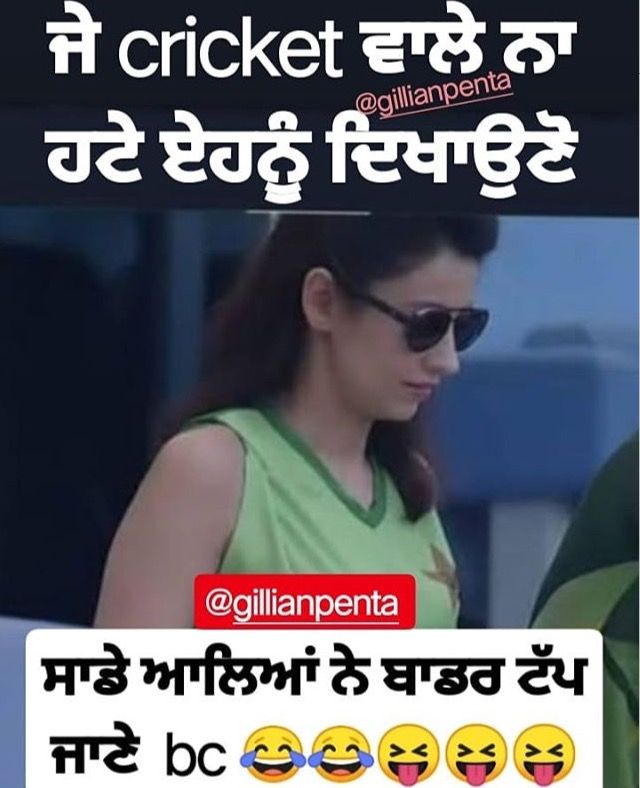 ਜੇ cricket ਵਾਲੇ ਨਾ
@gillianpenta
ਹਟੇ ਏਹਨੂੰ ਦਿਖਾਉਣੋ
@gillianpenta
ਸਾਡੇ ਆਲਿਆਂ ਨੇ ਬਾਡਰ ਟੱਪ
ਜਾਣੇ bc 😂😂😝😝😝